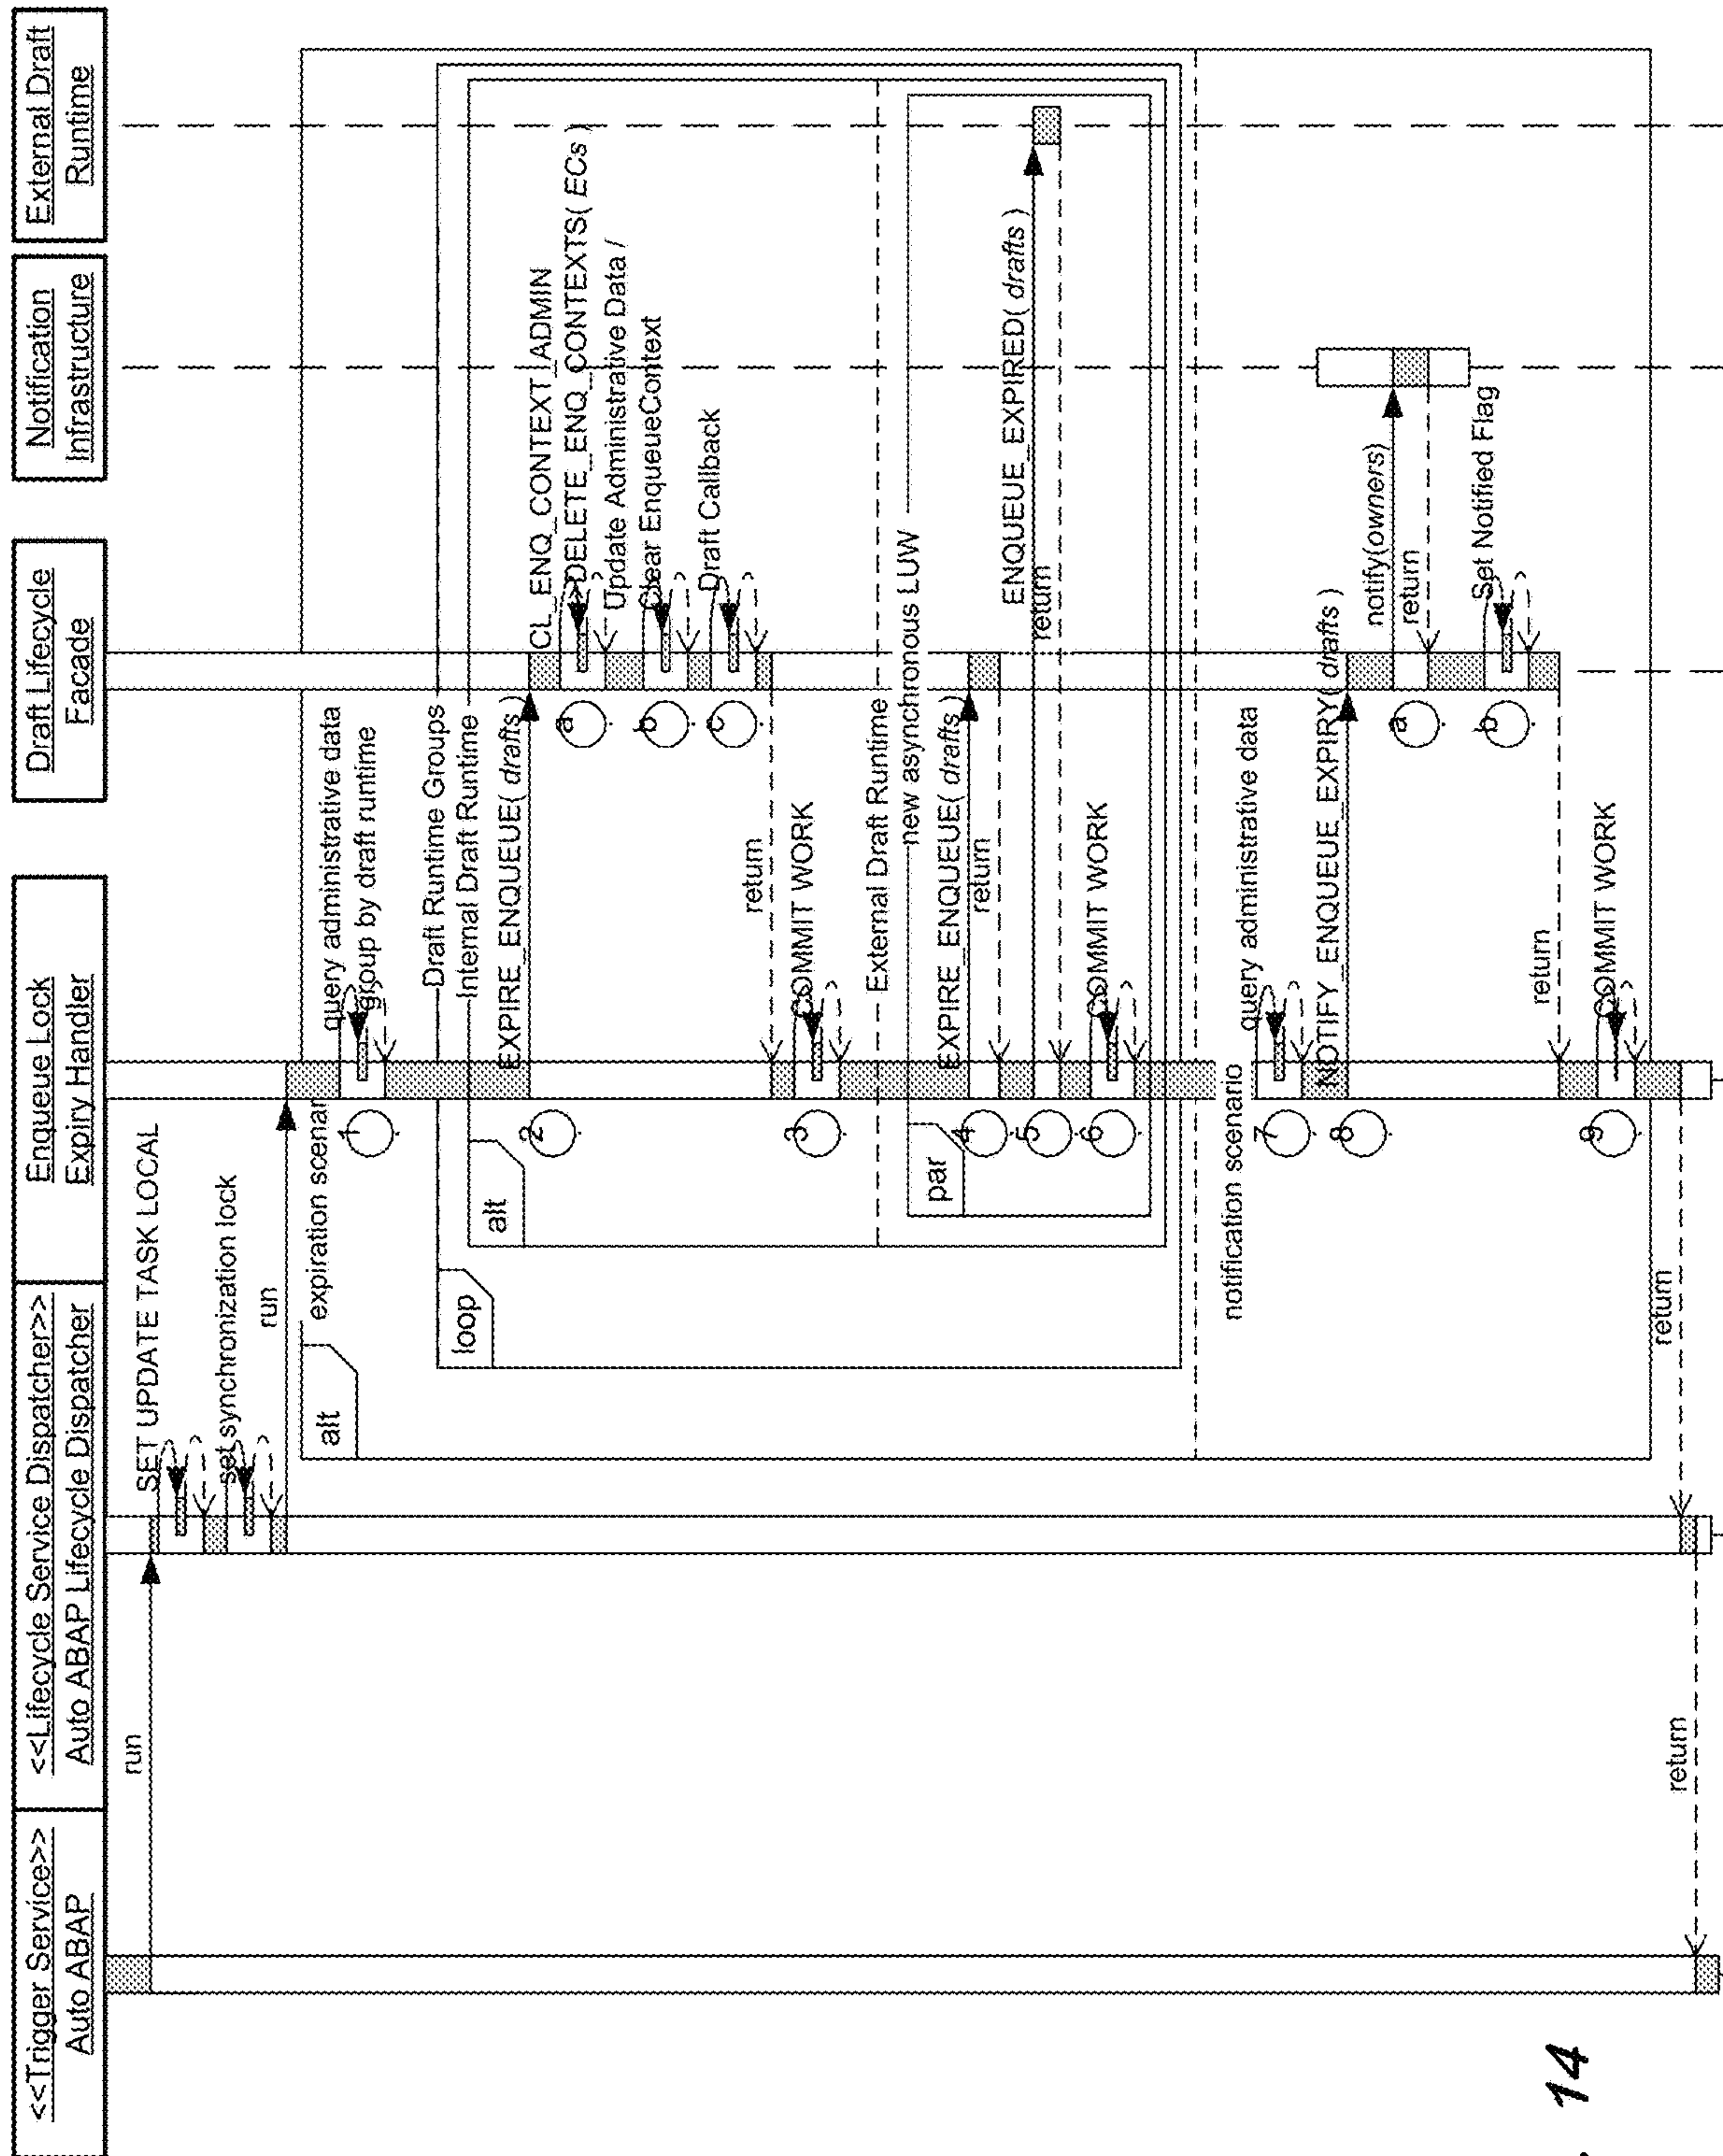 <<Trigger Service>>
Auto ABAP
<<Lifecycle Service Dispatcher>>
Auto ABAP Lifecycle Dispatcher
Enqueue Lock
Expiry Handler
Draft Lifecycle
Facade
Notification
Infrastructure
External Draft
Runtime
run
SET UPDATE TASK LOCAL
set synchronization lock
run
alt
expiration scenar
query administrative data
group by draft runtime
1
loop
Draft Runtime Groups
alt
Internal Draft Runtime
EXPIRE_ENQUEUE( drafts )
2
CL_ENQ_CONTEXT_ADMIN
>DELETE_ENQ_CONTEXTS( ECs )
a
Update Administrative Data /
Clear EnqueueContext
b
Draft Callback
c
return
COMMIT WORK
3
External Draft Runtime
par
new asynchronous LUW
EXPIRE_ENQUEUE( drafts )
4
return
ENQUEUE_EXPIRED( drafts )
5
return
COMMIT WORK
6
notification scenario
query administrative data
7
NOTIFY_ENQUEUE_EXPIRY( drafts )
8
notify(owners)
a
return
Set Notified Flag
b
return
COMMIT WORK
9
return
return
14